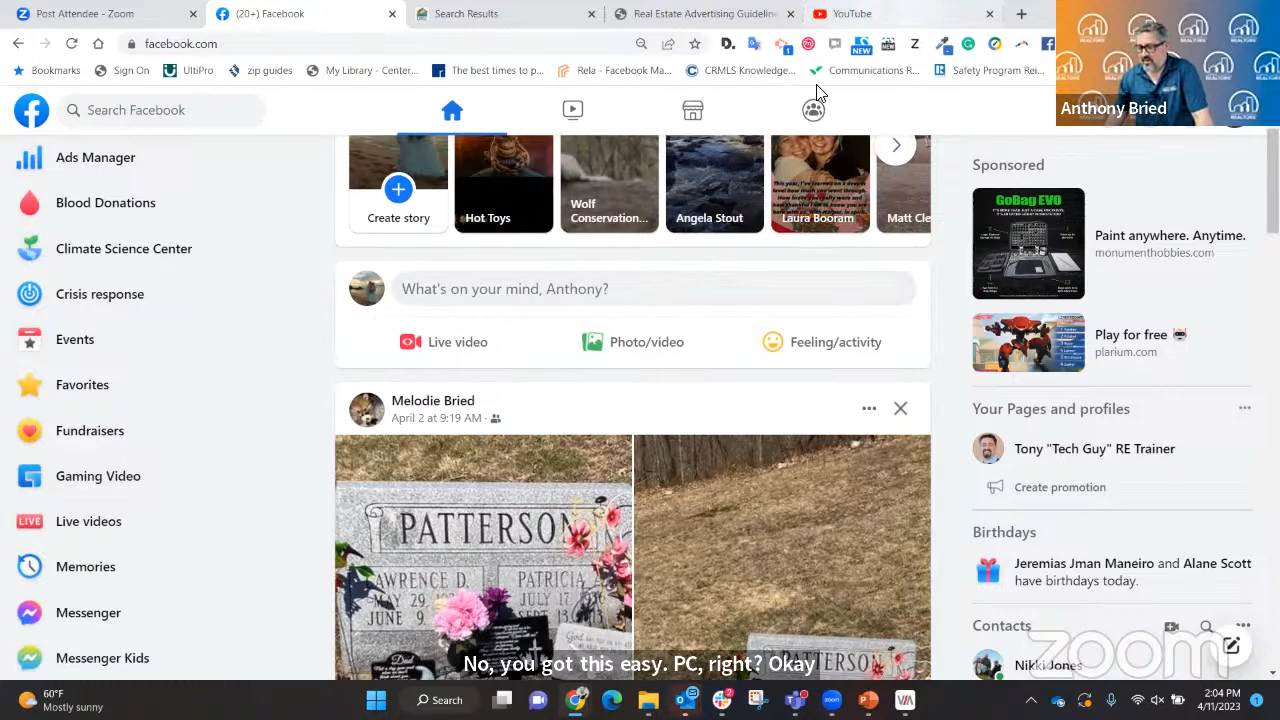 Post Attendee - Zoom
(20+) Facebook
Search Results
Real Estate Advertising Guideline
YouTube
facebook.com
NEW
NEW
Bookmarks
Sign On
UltiPro
zip guides
My Library - Center...
The best times to p...
Rela - Facebook Ma...
CRMLS Knowledge...
Communications R...
Safety Program Rei...
Anthony Bried
Search Facebook
Ads Manager
Blood Donations
Climate Science Center
Crisis response
Events
Favorites
Fundraisers
Gaming Video
LIVE
Live videos
Memories
Messenger
Messenger Kids
Create story
Hot Toys
Wolf
Conservation...
Angela Stout
Laura Booram
Matt Cle
What's on your mind, Anthony?
Live video
Photo/video
Feeling/activity
Melodie Bried
April 2 at 9:19 AM ·
PATTERSON
LAWRENCE D.
MAY 29
JUNE 9
PATRICIA
JULY 17
SEPT
PATTERSO
No, you got this easy. PC, right? Okay
Sponsored
GoBag EVO
Paint anywhere. Anytime.
monumenthobbies.com
Play for free
plarium.com
Your Pages and profiles
Tony "Tech Guy" RE Trainer
Create promotion
Birthdays
Jeremias Jman Maneiro and Alane Scott
have birthdays today.
Contacts
Nikki Jones
zoom
60°F
Mostly sunny
Search
2:04 PM
4/11/2023